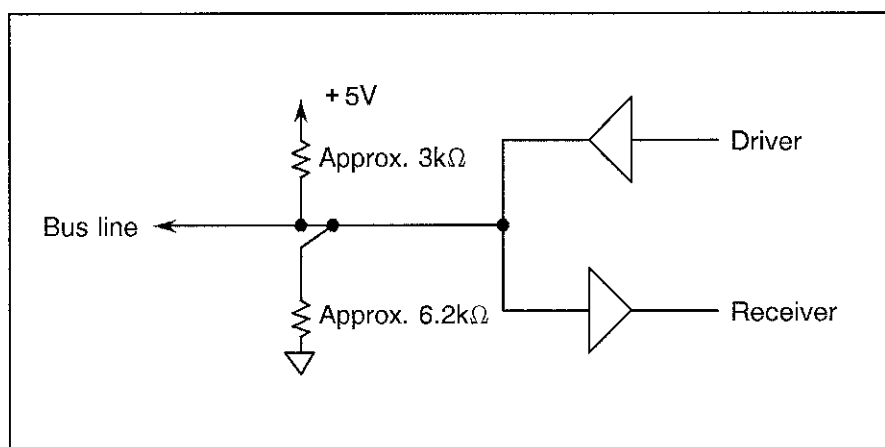 +5V
Approx. 3kΩ
Driver
Bus line
Approx. 6.2kΩ
Receiver